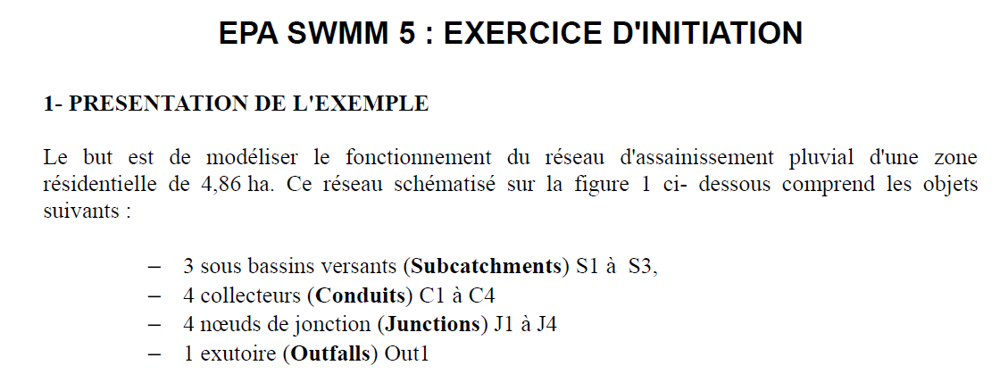 EPA SWMM 5 : EXERCICE D'INITIATION
1- PRESENTATION DE L'EXEMPLE
Le but est de modéliser le fonctionnement du réseau d'assainissement pluvial d'une zone
résidentielle de 4,86 ha. Ce réseau schématisé sur la figure 1 ci- dessous comprend les objets
suivants :
– 3 sous bassins versants (Subcatchments) S1 à S3,
– 4 collecteurs (Conduits) C1 à C4
– 4 nœuds de jonction (Junctions) J1 à J4
– 1 exutoire (Outfalls) Out1